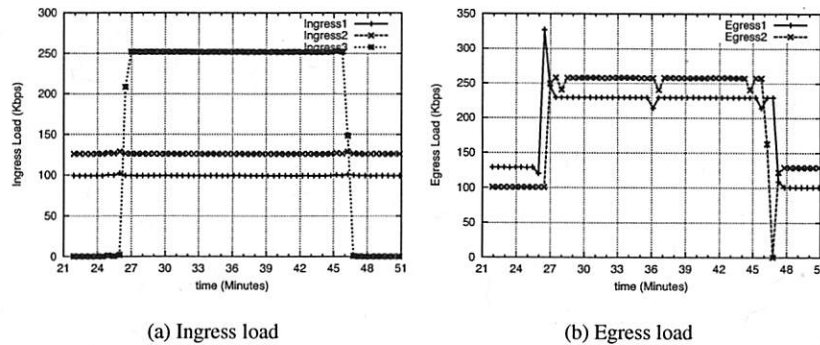 400
350
300
250
200
150
100
50
0
Ingress Load (Kbps)
Ingress1
Ingress2
Ingress3
21 24 27 30 33 36 39 42 45 48 51
time (Minutes)
(a) Ingress load
350
300
250
200
150
100
50
0
Egress Load (Kbps)
Egress1
Egress2
21 24 27 30 33 36 39 42 45 48
time (Minutes)
(b) Egress load